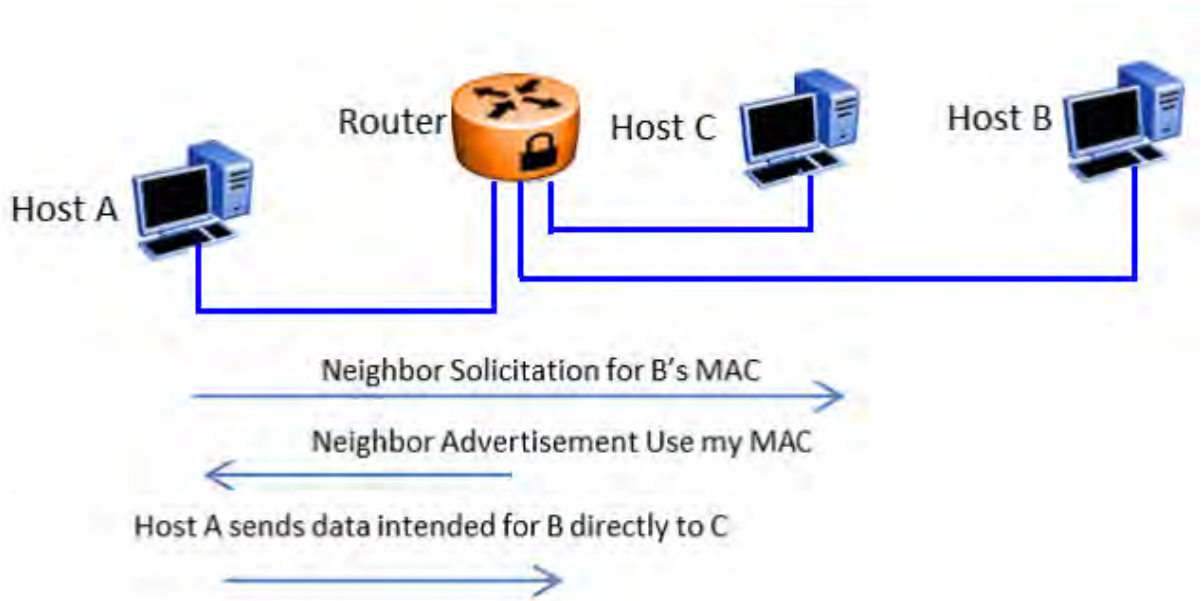 Router
Host C
Host B
Host A
Neighbor Solicitation for B's MAC
Neighbor Advertisement Use my MAC
Host A sends data intended for B directly to C